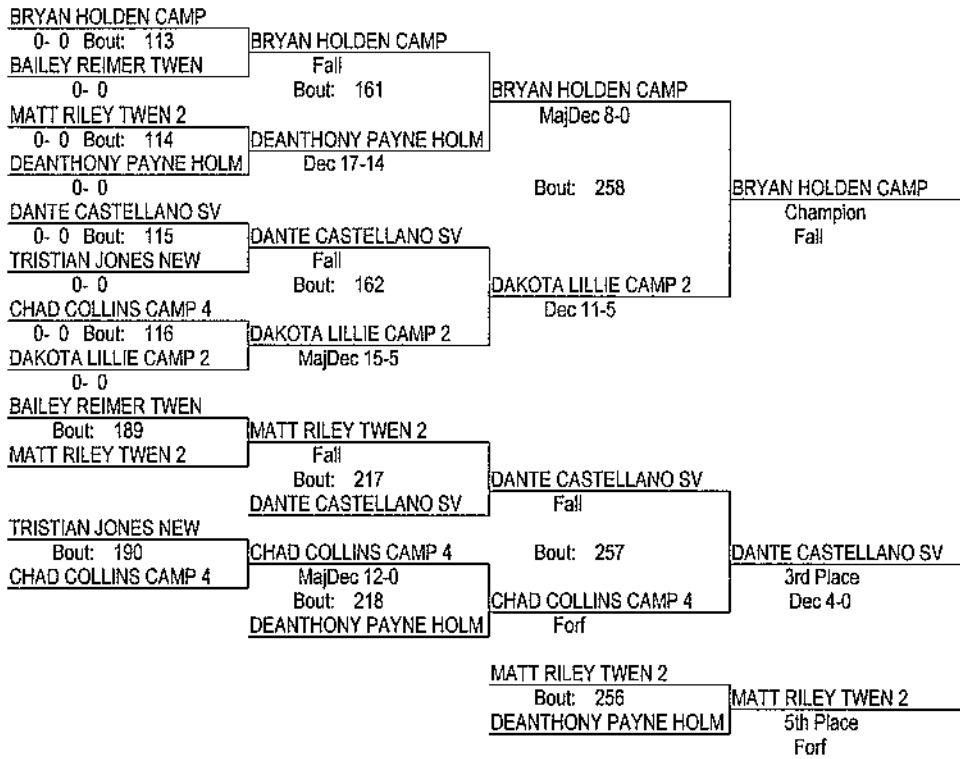 BRYAN HOLDEN CAMP
0- 0 Bout: 113
BAILEY REIMER TWEN
0- 0
MATT RILEY TWEN 2
0- 0 Bout: 114
DEANTHONY PAYNE HOLM
0- 0
DANTE CASTELLANO SV
0- 0 Bout: 115
TRISTIAN JONES NEW
0- 0
CHAD COLLINS CAMP 4
0- 0 Bout: 116
DAKOTA LILLIE CAMP 2
0- 0
BRYAN HOLDEN CAMP
Fall
Bout: 161
DEANTHONY PAYNE HOLM
Dec 17-14
DANTE CASTELLANO SV
Fall
Bout: 162
DAKOTA LILLIE CAMP 2
MajDec 15-5
BRYAN HOLDEN CAMP
MajDec 8-0
Bout: 258
DAKOTA LILLIE CAMP 2
Dec 11-5
BRYAN HOLDEN CAMP
Champion
Fall
BAILEY REIMER TWEN
Bout: 189
MATT RILEY TWEN 2
TRISTIAN JONES NEW
Bout: 190
CHAD COLLINS CAMP 4
MATT RILEY TWEN 2
Fall
Bout: 217
DANTE CASTELLANO SV
CHAD COLLINS CAMP 4
MajDec 12-0
Bout: 218
DEANTHONY PAYNE HOLM
DANTE CASTELLANO SV
Fall
Bout: 257
CHAD COLLINS CAMP 4
Forf
DANTE CASTELLANO SV
3rd Place
Dec 4-0
MATT RILEY TWEN 2
Bout: 256
DEANTHONY PAYNE HOLM
MATT RILEY TWEN 2
5th Place
Forf